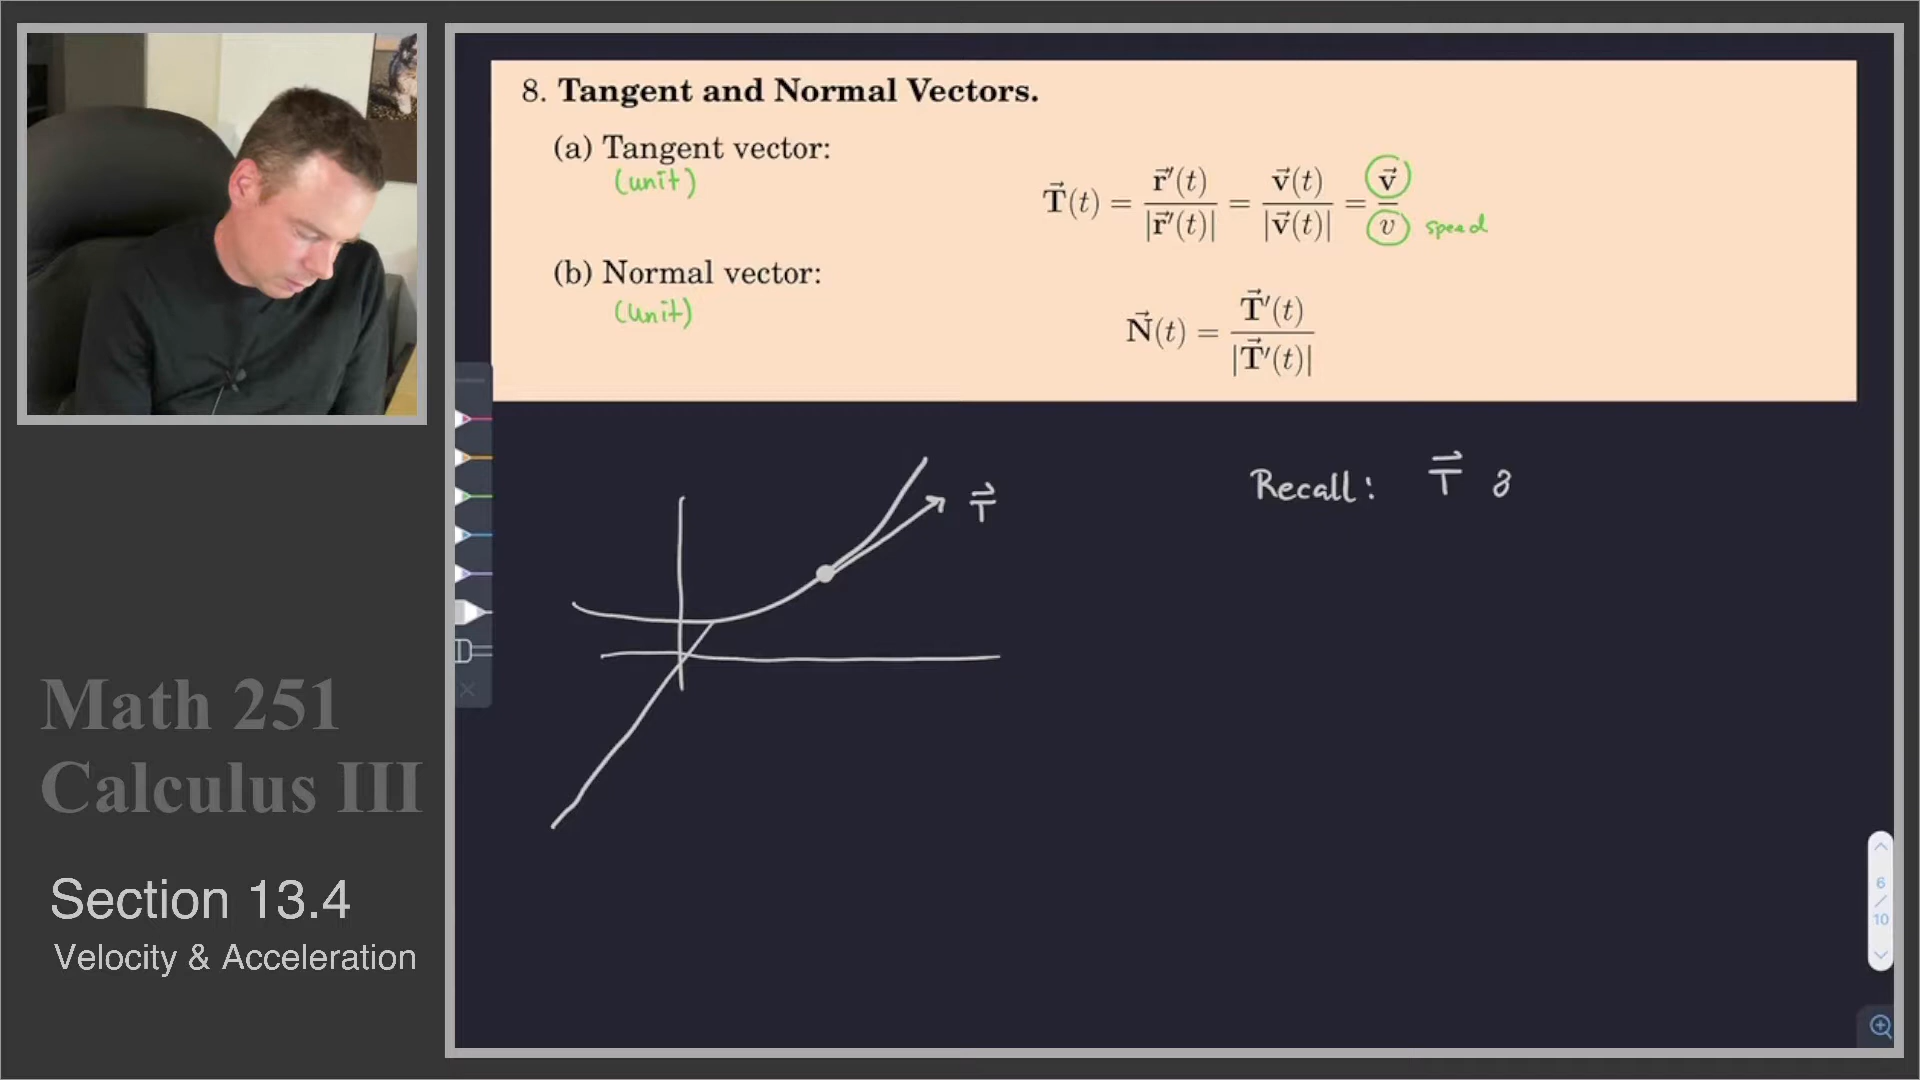 8. Tangent and Normal Vectors.
(a) Tangent vector:
(unit)
T⃗(t) = r⃗′(t) / |r⃗′(t)| = v⃗(t) / |v⃗(t)| = v⃗ / v speed
(b) Normal vector:
(unit)
N⃗(t) = T⃗′(t) / |T⃗′(t)|
T⃗
Recall: T⃗ 8
Math 251
Calculus III
Section 13.4
Velocity & Acceleration
6
/
10